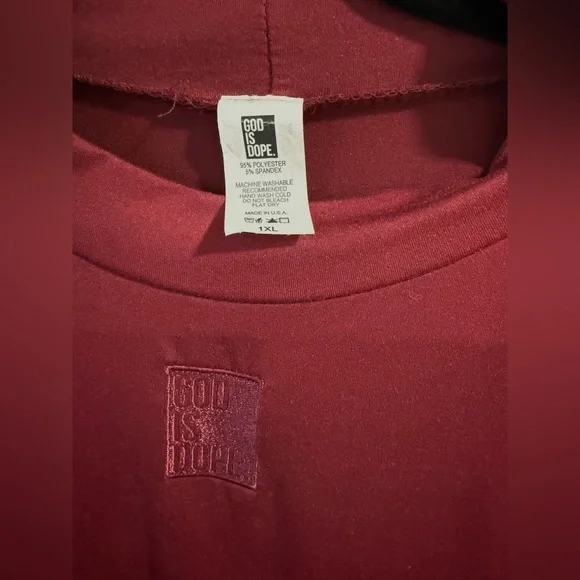 GOD
IS
DOPE.
95% POLYESTER
5% SPANDEX
MACHINE WASHABLE
RECOMMENDED
HAND WASH COLD
DO NOT BLEACH
FLAT DRY
MADE IN U.S.A.
1XL
GOD
IS
DOPE.